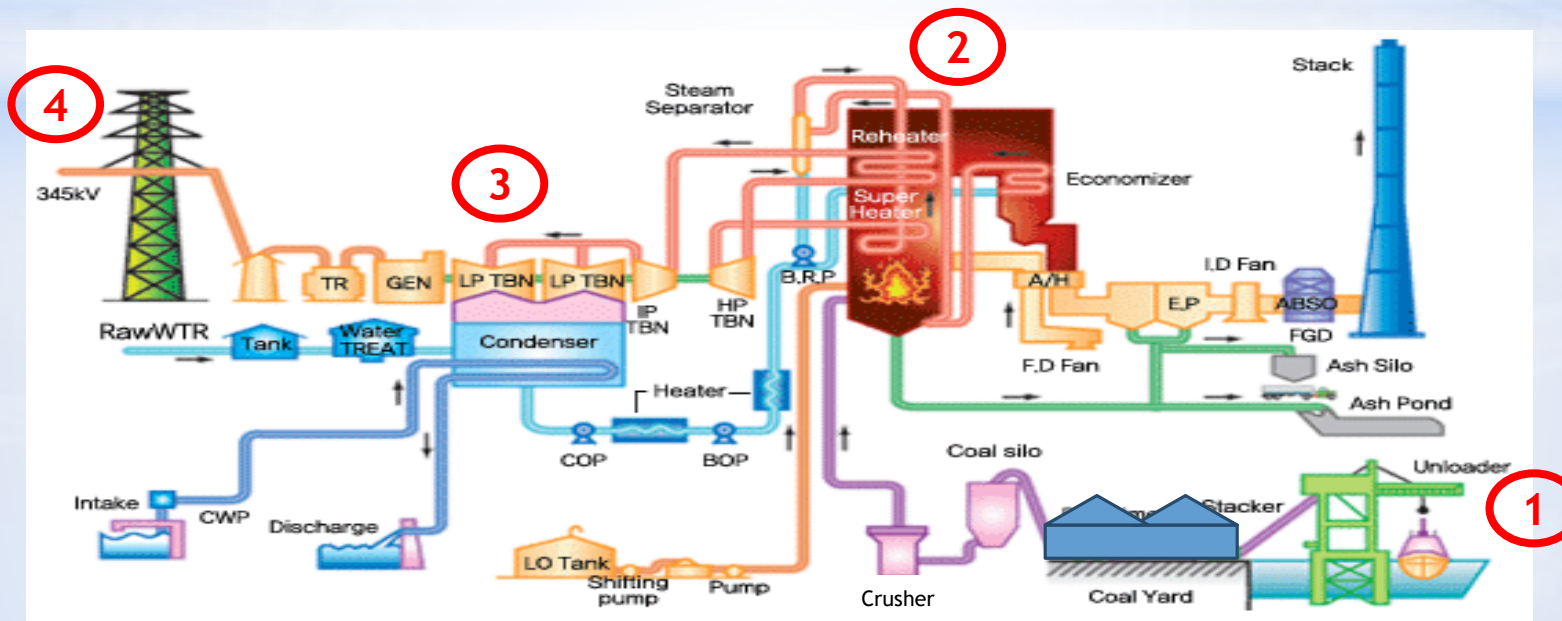 2
Stack
4
Steam
Separator
Reheater
3
Economizer
345kV
Super
Heater
I.D Fan
LP TBN
LP TBN
B.R.P
TR
GEN
A/H
E.P
ABSO
IP
TBN
HP
TBN
RawWTR
Water
TREAT
Tank
Condenser
FGD
F.D Fan
Ash Silo
Heater
Ash Pond
COP
BOP
Coal silo
Unloader
Intake
CWP
Discharge
Stacker
1
LO Tank
Shifting
pump
Pump
Crusher
Coal Yard